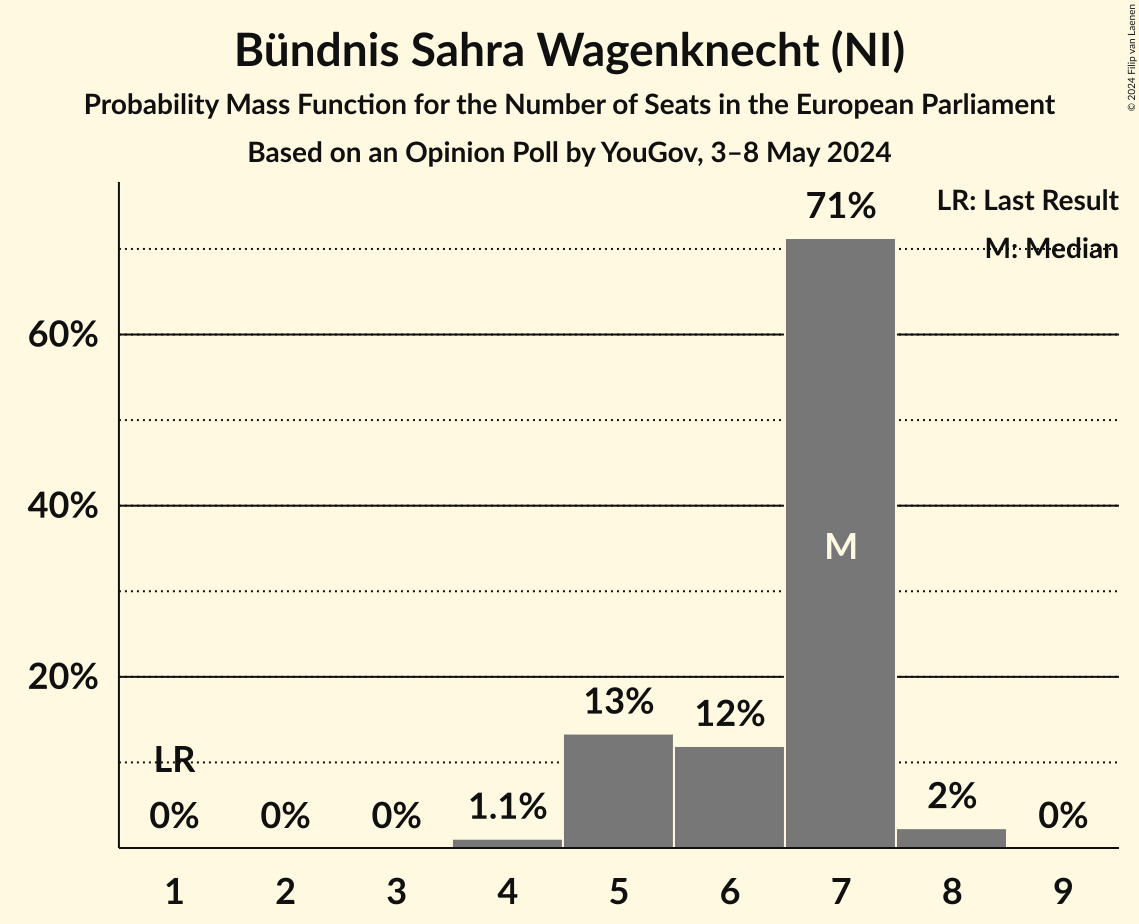 Bündnis Sahra Wagenknecht (NI)
Probability Mass Function for the Number of Seats in the European Parliament
Based on an Opinion Poll by YouGov, 3–8 May 2024
© 2024 Filip van Laenen
LR: Last Result
M: Median
71%
60%
40%
M
20%
13%
12%
LR
0%
0%
0%
1.1%
2%
0%
1 2 3 4 5 6 7 8 9